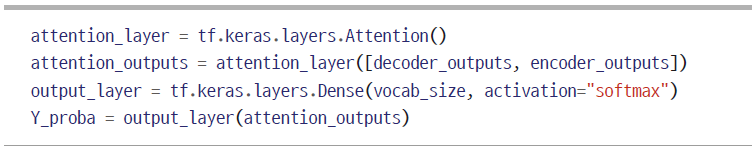 attention_layer = tf.keras.layers.Attention()
attention_outputs = attention_layer([decoder_outputs, encoder_outputs])
output_layer = tf.keras.layers.Dense(vocab_size, activation="softmax")
Y_proba = output_layer(attention_outputs)